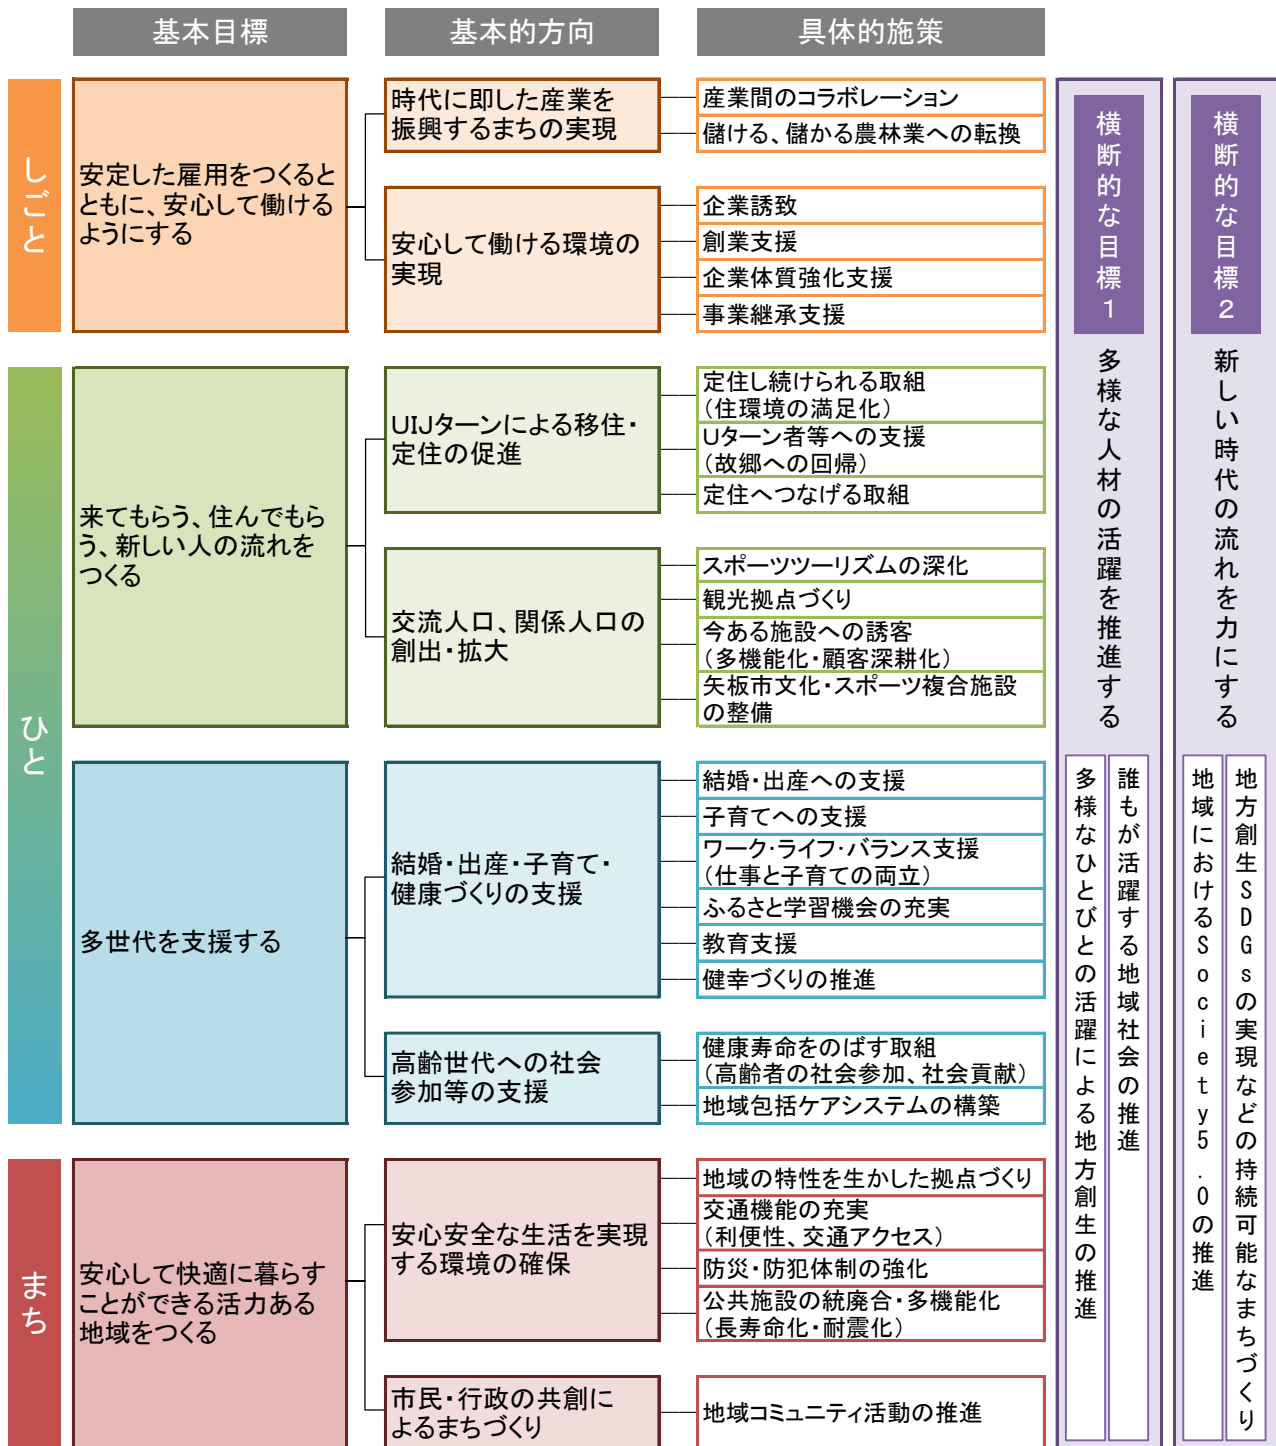 基本目標
基本的方向
具体的施策
しごと
安定した雇用をつくると
ともに、安心して働ける
ようにする
時代に即した産業を
振興するまちの実現
産業間のコラボレーション
儲ける、儲かる農林業への転換
安心して働ける環境の
実現
企業誘致
創業支援
企業体質強化支援
事業継承支援
ひと
来てもらう、住んでもら
う、新しい人の流れを
つくる
UIJターンによる移住・
定住の促進
定住し続けられる取組
（住環境の満足化）
Uターン者等への支援
（故郷への回帰）
定住へつなげる取組
交流人口、関係人口の
創出・拡大
スポーツツーリズムの深化
観光拠点づくり
今ある施設への誘客
（多機能化・顧客深耕化）
矢板市文化・スポーツ複合施設
の整備
多世代を支援する
結婚・出産・子育て・
健康づくりの支援
結婚・出産への支援
子育てへの支援
ワーク・ライフ・バランス支援
（仕事と子育ての両立）
ふるさと学習機会の充実
教育支援
健幸づくりの推進
高齢世代への社会
参加等の支援
健康寿命をのばす取組
（高齢者の社会参加、社会貢献）
地域包括ケアシステムの構築
まち
安心して快適に暮らす
ことができる活力ある
地域をつくる
安心安全な生活を実現
する環境の確保
地域の特性を生かした拠点づくり
交通機能の充実
（利便性、交通アクセス）
防災・防犯体制の強化
公共施設の統廃合・多機能化
（長寿命化・耐震化）
市民・行政の共創に
よるまちづくり
地域コミュニティ活動の推進
横断的な目標１
多様な人材の活躍を推進する
誰もが活躍する地域社会の推進
多様なひとびとの活躍による地方創生の推進
横断的な目標２
新しい時代の流れを力にする
地方創生SDGsの実現などの持続可能なまちづくり
地域におけるSociety5.0の推進